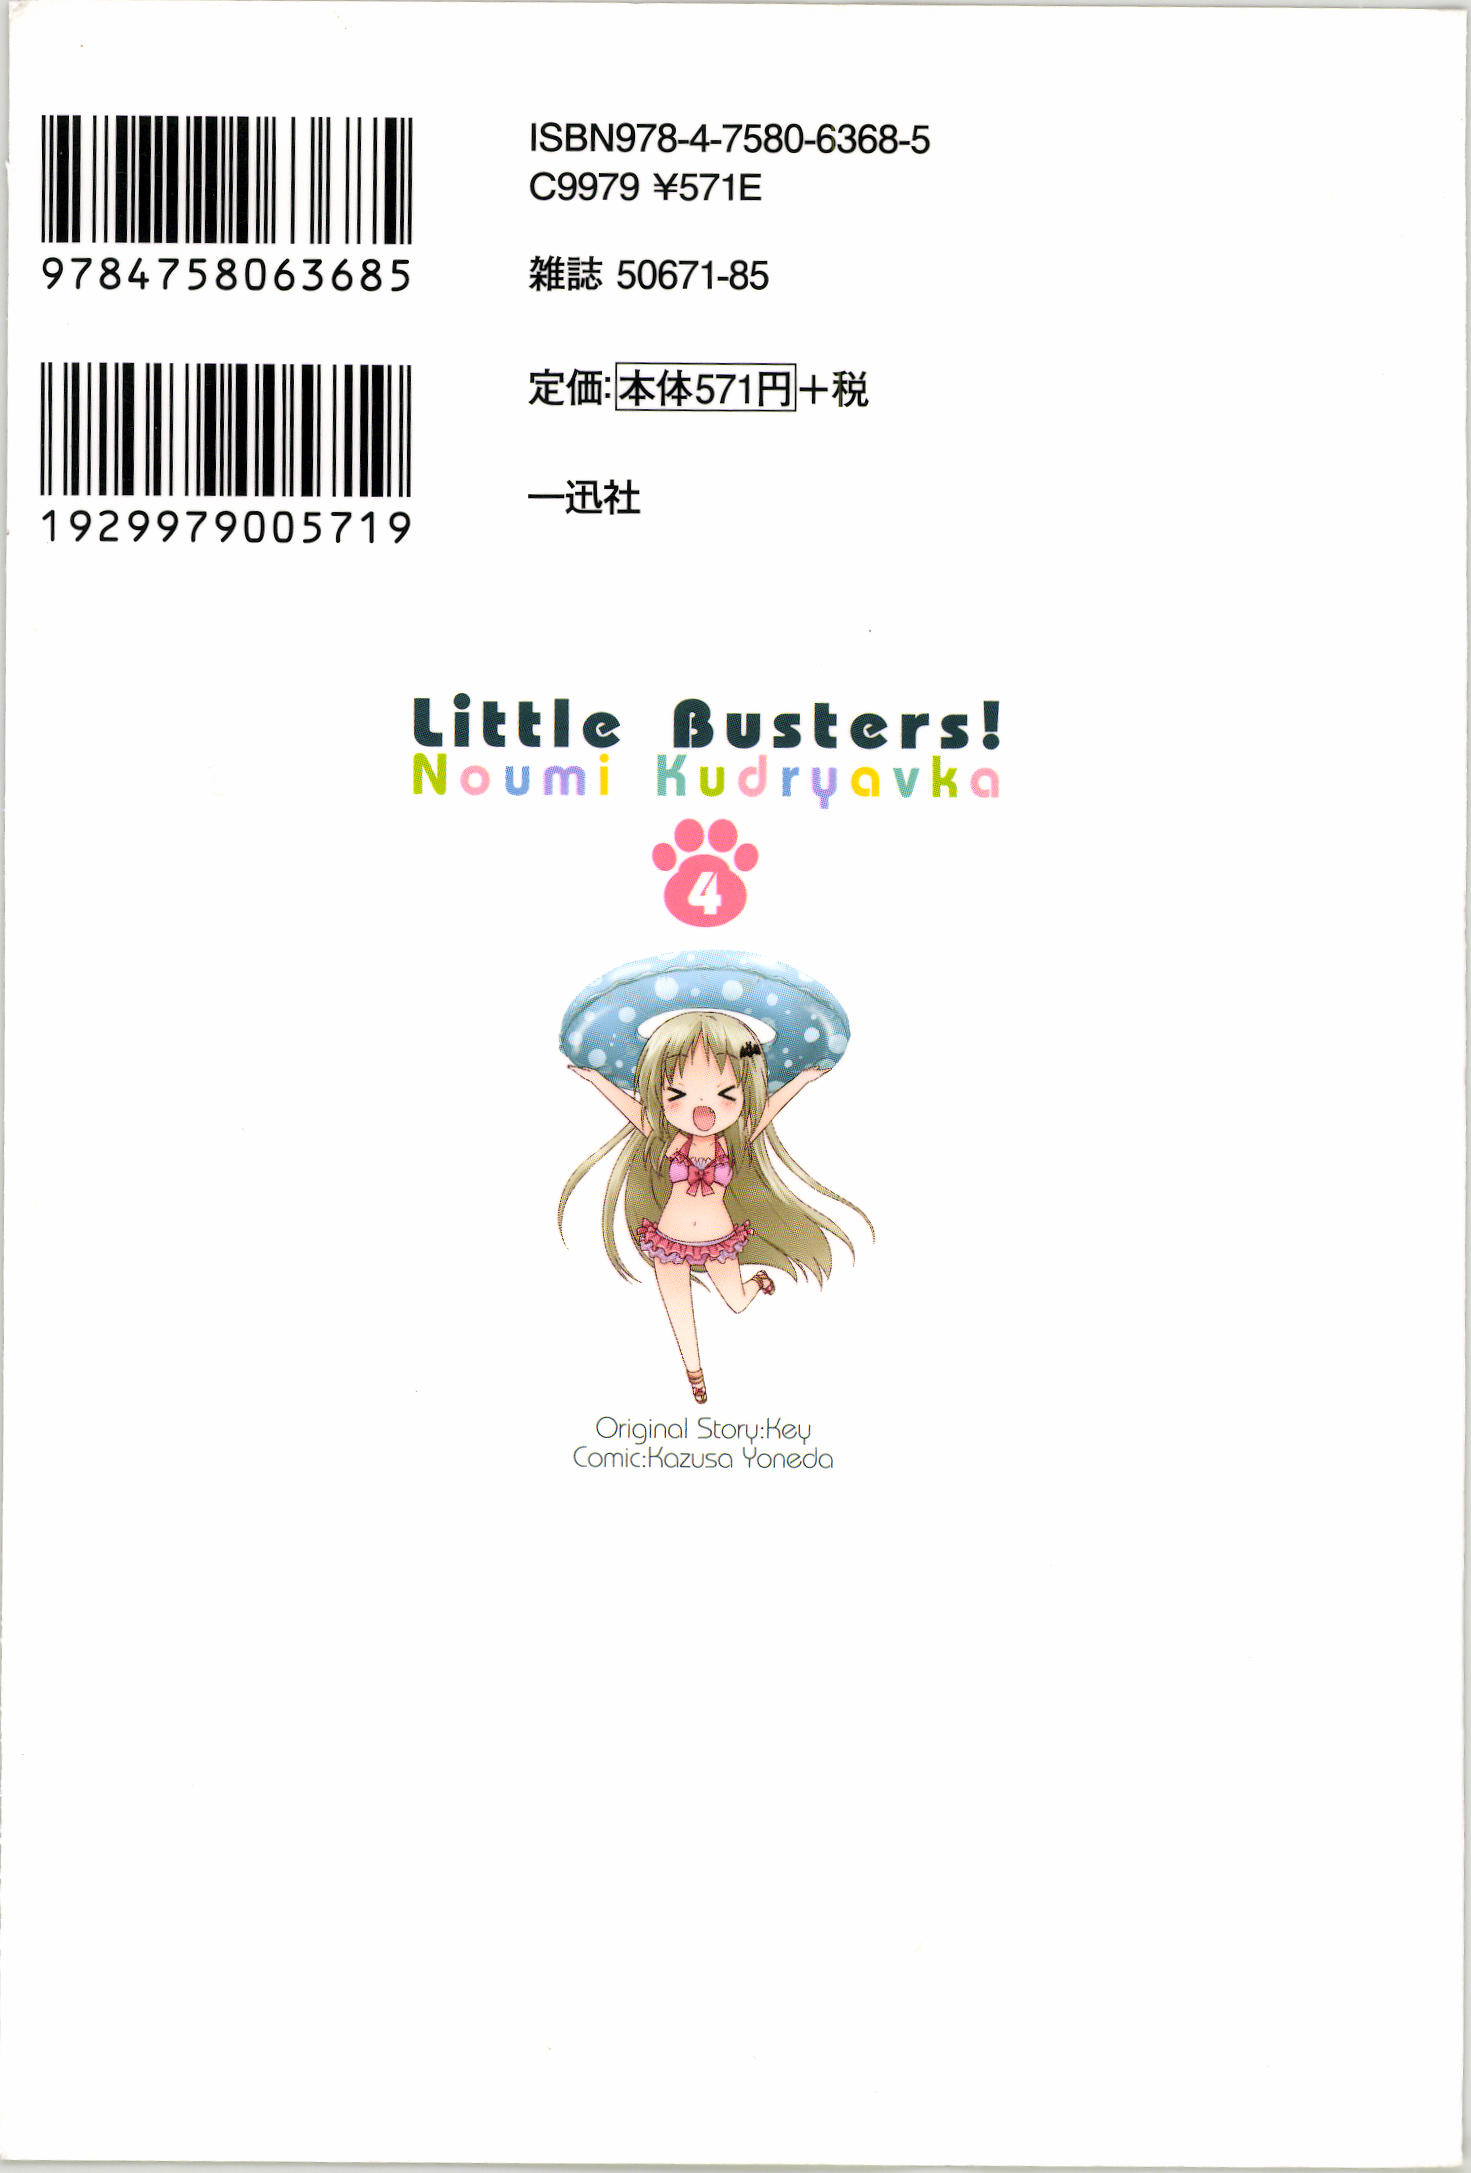 ISBN978-4-7580-6368-5
C9979 ¥571E
9784758063685
雑誌 50671-85
定価:本体571円+税
1929979005719
一迅社
Little Busters!
Noumi Kudryavka
4
Original Story:Key
Comic:Kazusa Yoneda